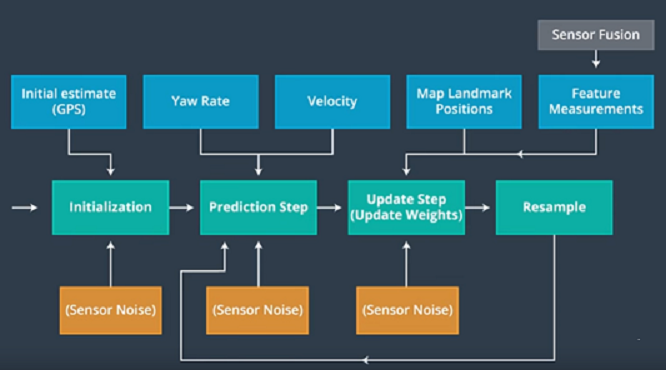 Sensor Fusion
Initial estimate
(GPS)
Yaw Rate
Velocity
Map Landmark
Positions
Feature
Measurements
Initialization
Prediction Step
Update Step
(Update Weights)
Resample
(Sensor Noise)
(Sensor Noise)
(Sensor Noise)